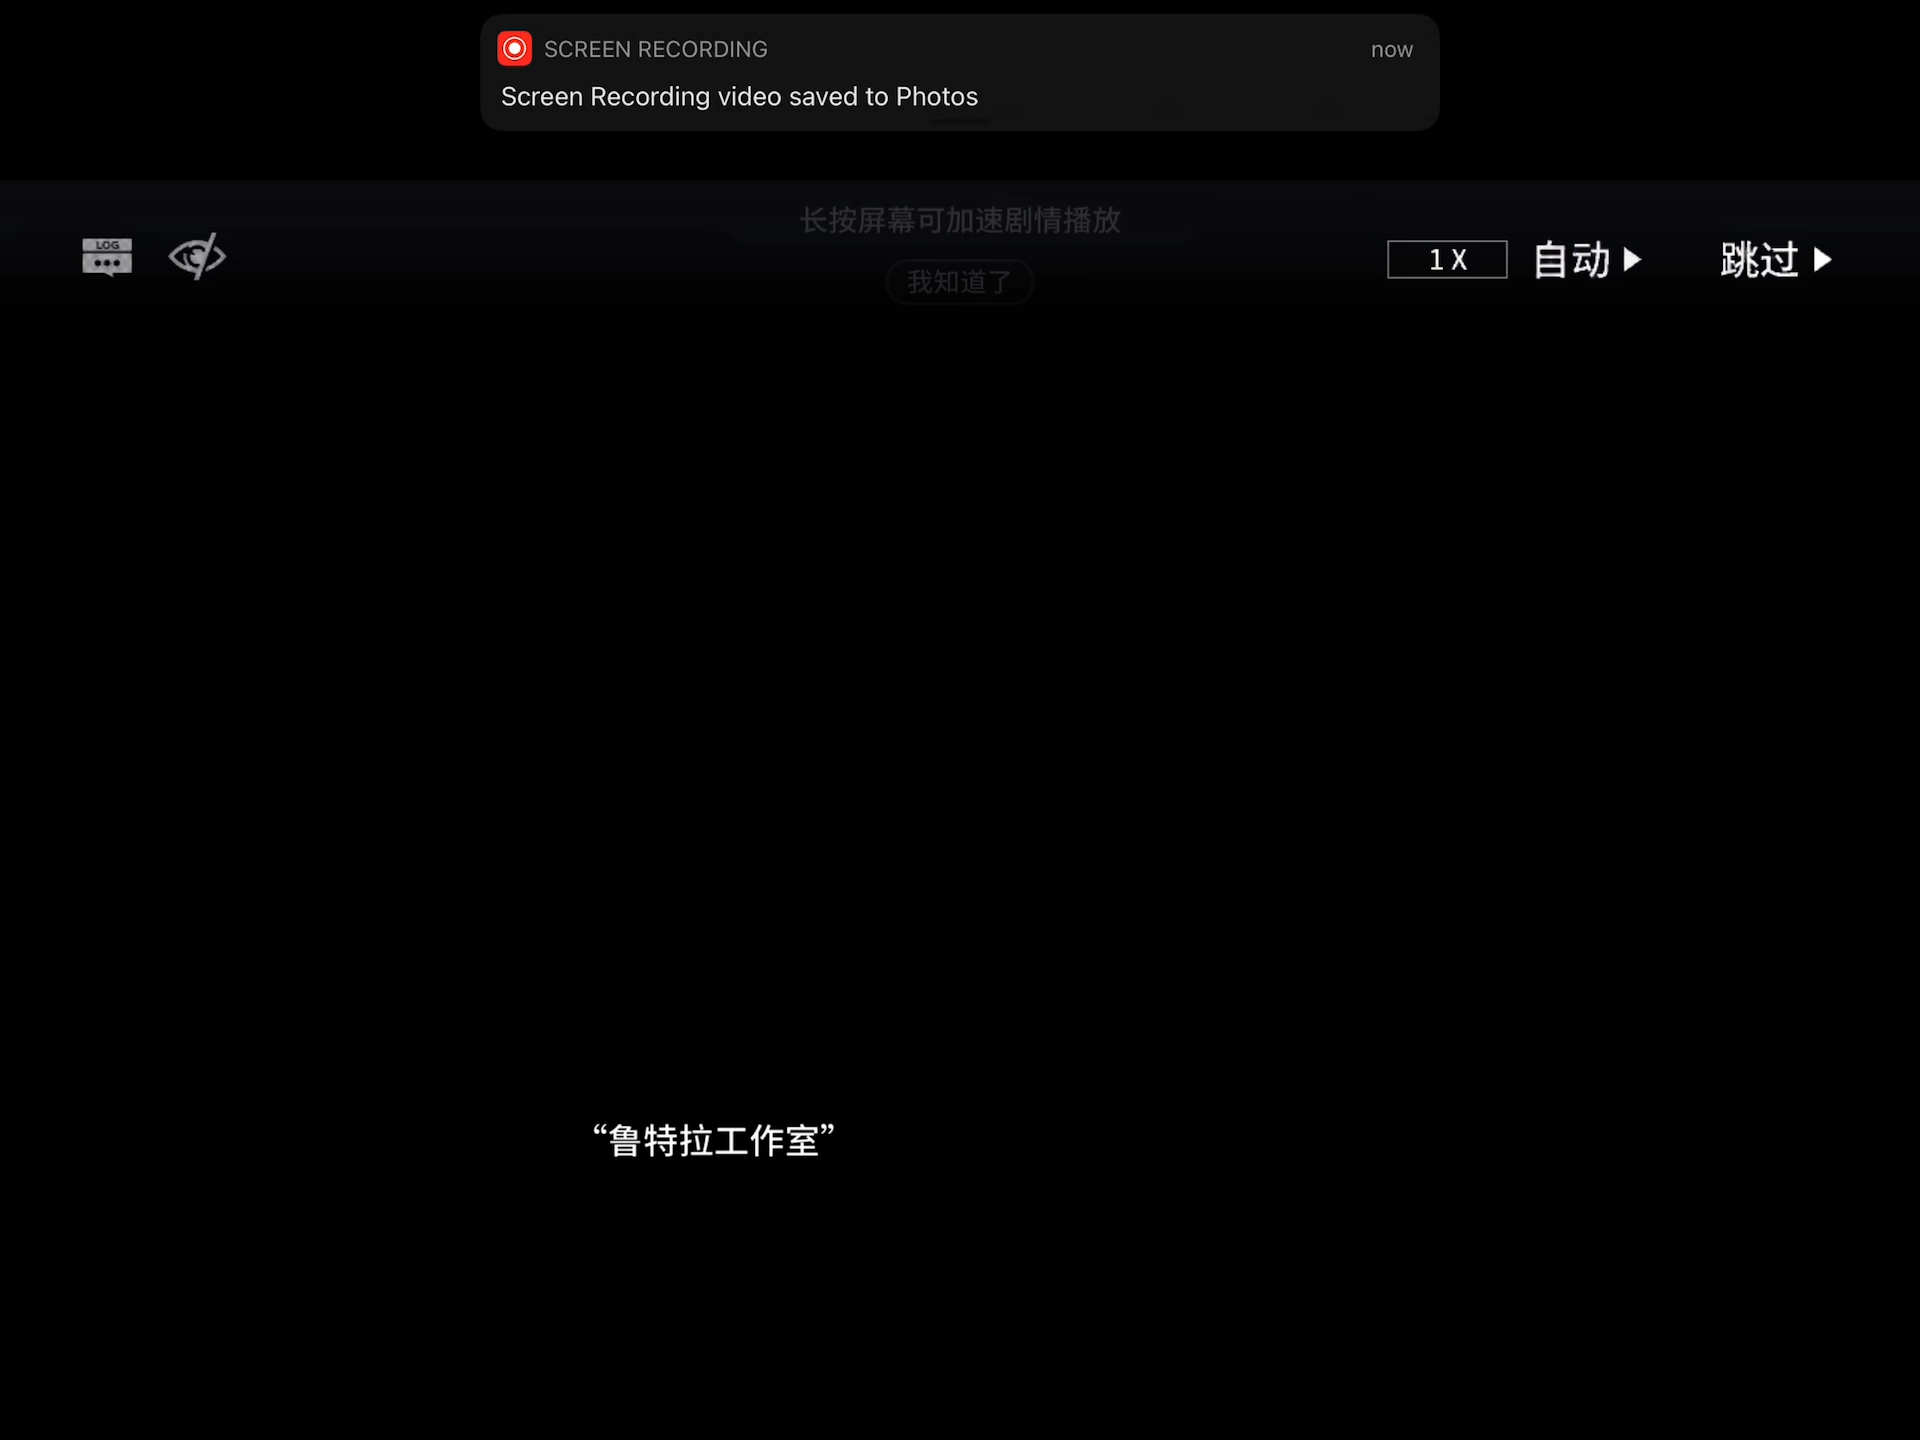 SCREEN RECORDING
now
Screen Recording video saved to Photos
长按屏幕可加速剧情播放
LOG
1X
自动
跳过
我知道了
“鲁特拉工作室”